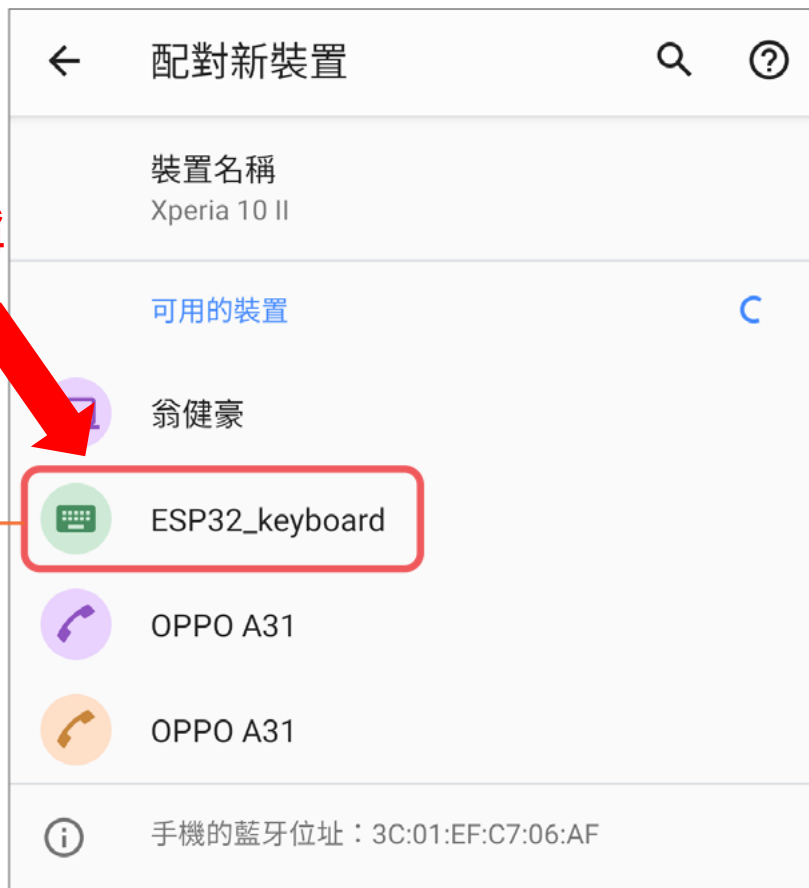 配對新裝置
裝置名稱
Xperia 10 II
可用的裝置
翁健豪
ESP32_keyboard
OPPO A31
OPPO A31
手機的藍牙位址：3C:01:EF:C7:06:AF